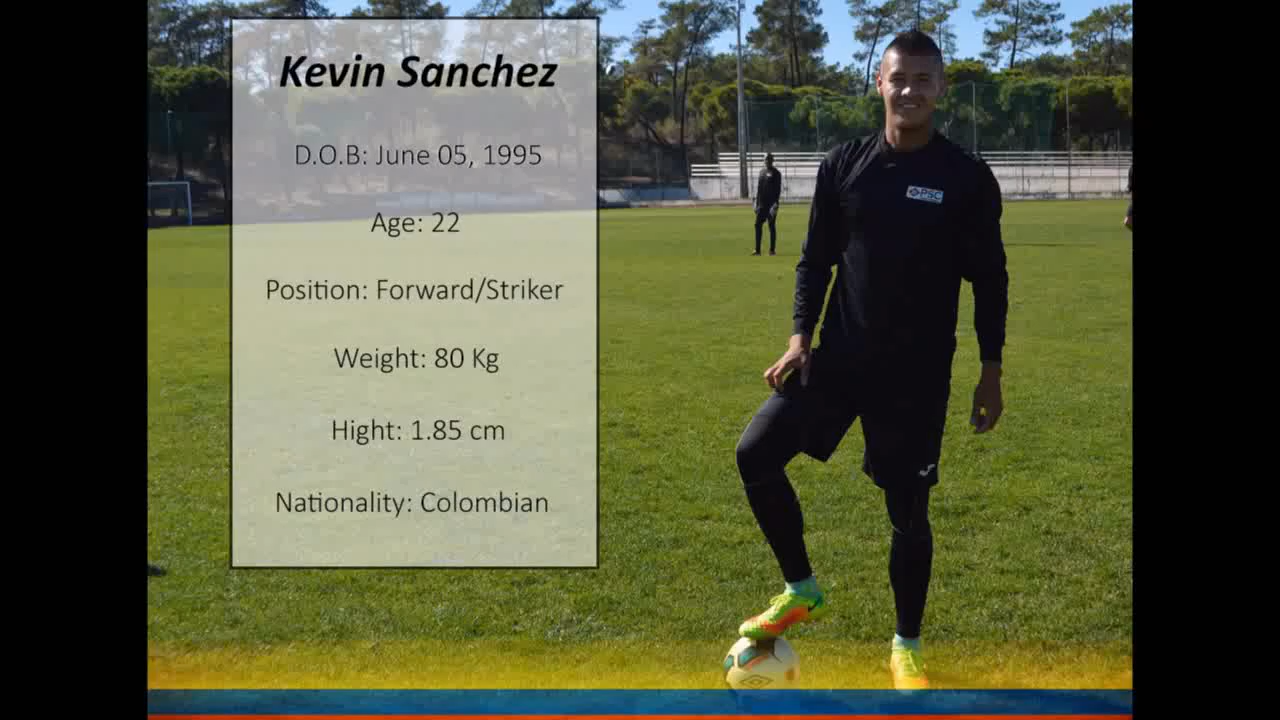 Kevin Sanchez
D.O.B: June 05, 1995
Age: 22
Position: Forward/Striker
Weight: 80 Kg
Hight: 1.85 cm
Nationality: Colombian
PSC